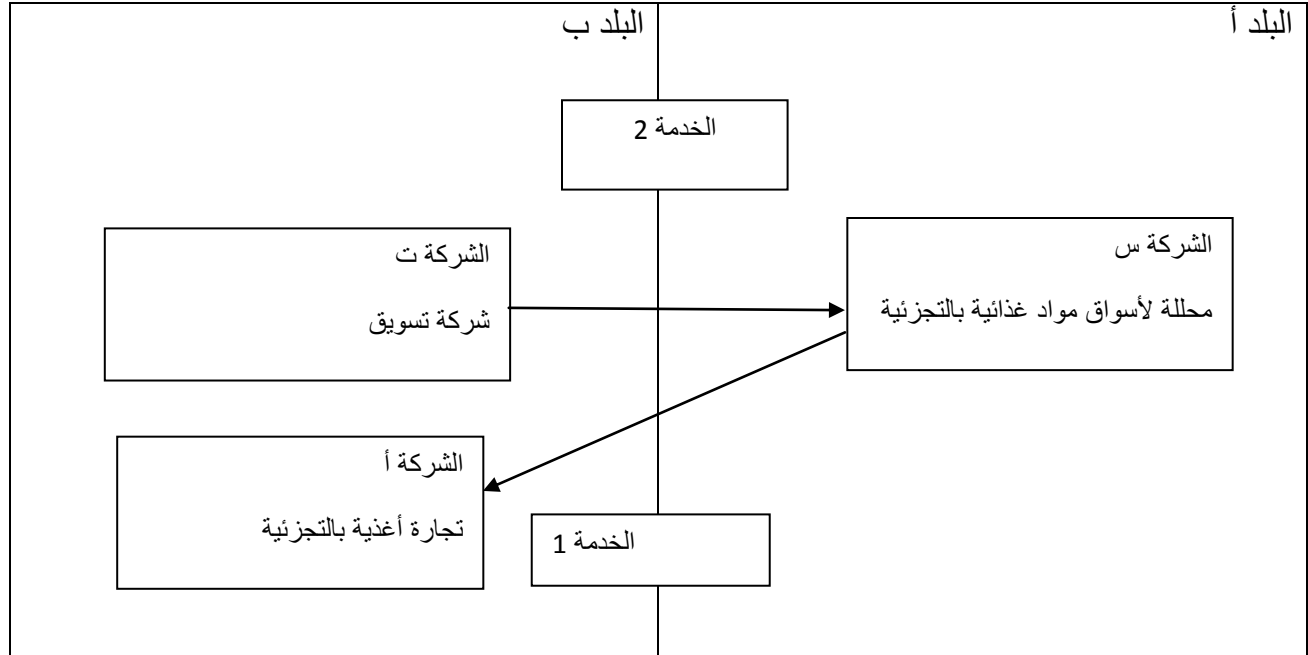 البلد أ
البلد ب
الخدمة 2
الشركة س
محللة لأسواق مواد غذائية بالتجزئية
الشركة ت
شركة تسويق
الشركة أ
تجارة أغذية بالتجزئية
الخدمة 1